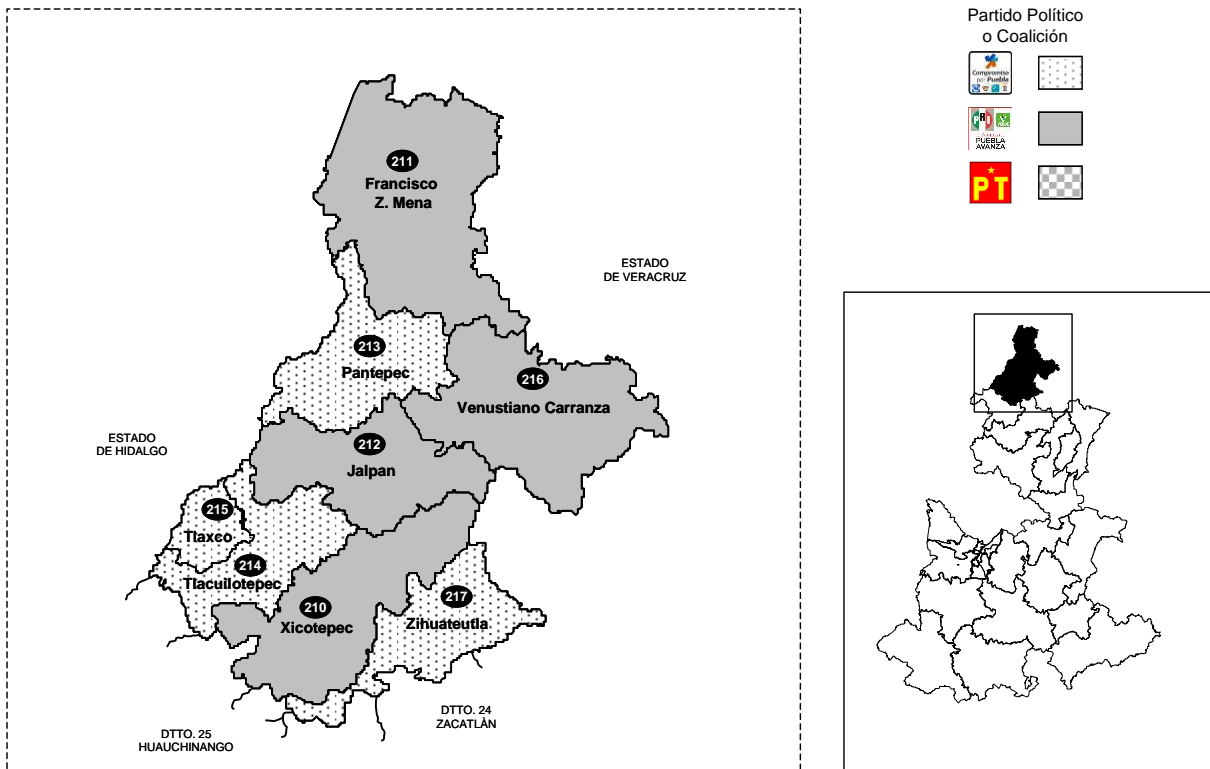 Partido Político
o Coalición
Compromiso
por Puebla
PRI
VERDE
PUEBLA
AVANZA
PT
211
Francisco
Z. Mena
ESTADO
DE VERACRUZ
213
Pantepec
216
Venustiano Carranza
ESTADO
DE HIDALGO
212
Jalpan
215
Tlaxco
214
Tlacuilotepec
210
Xicotepec
217
Zihuateutla
DTTO. 24
ZACATLÀN
DTTO. 25
HUAUCHINANGO